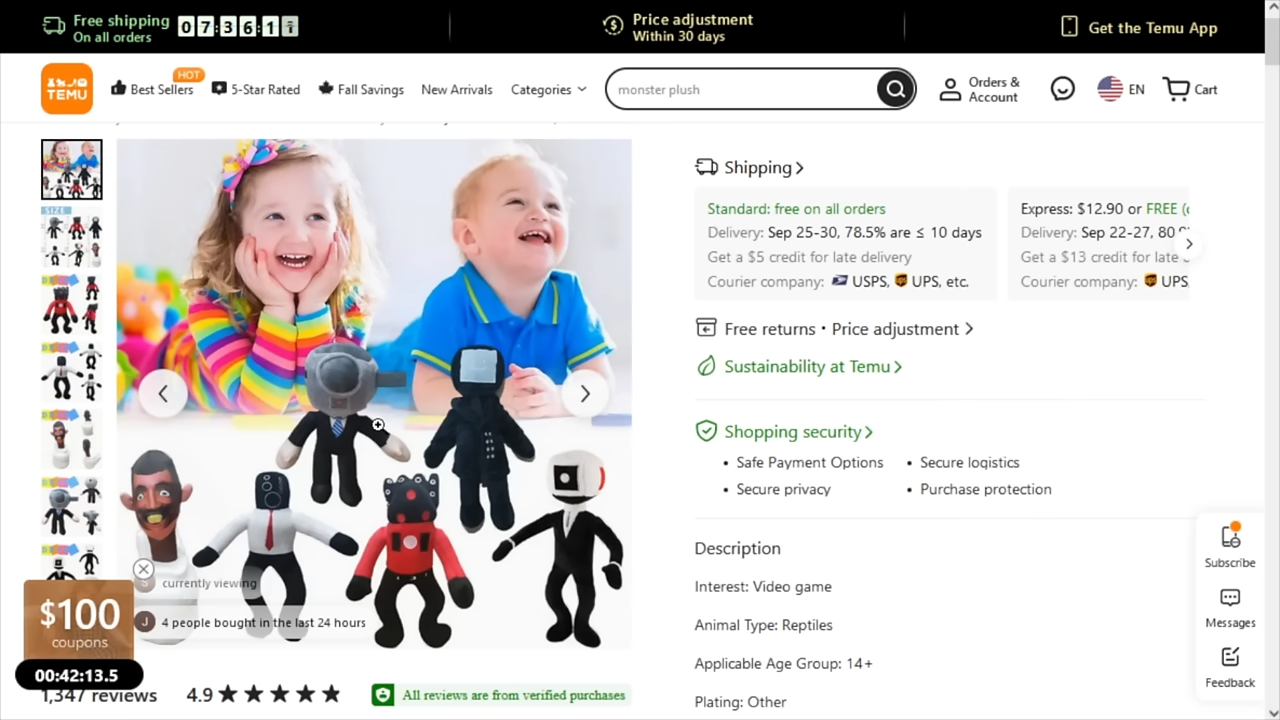 Free shipping
On all orders
07:36:1
Price adjustment
Within 30 days
Get the Temu App
TEMU
HOT
Best Sellers
5-Star Rated
Fall Savings
New Arrivals
Categories
monster plush
Orders &
Account
EN
Cart
SIZE
Shipping
Standard: free on all orders
Delivery: Sep 25-30, 78.5% are ≤ 10 days
Get a $5 credit for late delivery
Courier company: USPS, UPS, etc.
Express: $12.90 or FREE
Delivery: Sep 22-27, 80
Get a $13 credit for late
Courier company: UPS
Free returns · Price adjustment
Sustainability at Temu
Shopping security
• Safe Payment Options
• Secure logistics
• Secure privacy
• Purchase protection
Description
Interest: Video game
Animal Type: Reptiles
Applicable Age Group: 14+
Plating: Other
S currently viewing
J 4 people bought in the last 24 hours
$100
coupons
00:42:13.5
1,347 reviews
4.9
All reviews are from verified purchases
Subscribe
Messages
Feedback